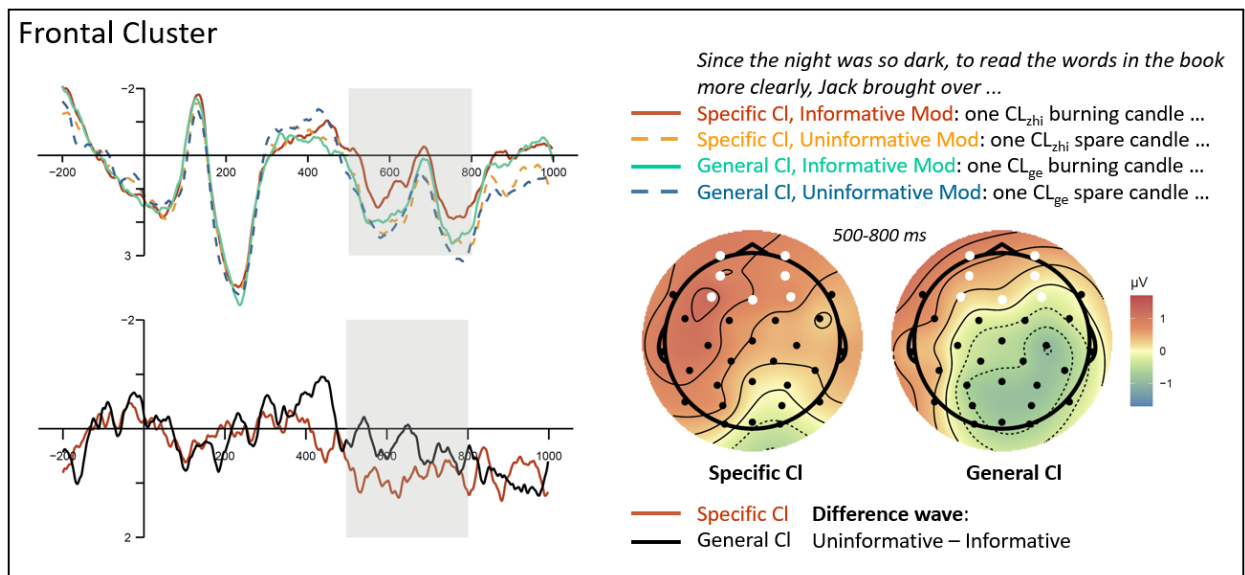 Frontal Cluster
-2
-200
200
400
600
800
1000
3
-2
-200
200
400
600
800
1000
2
Since the night was so dark, to read the words in the book
more clearly, Jack brought over ...
Specific Cl, Informative Mod: one CLzhi burning candle ...
Specific Cl, Uninformative Mod: one CLzhi spare candle ...
General Cl, Informative Mod: one CLge burning candle ...
General Cl, Uninformative Mod: one CLge spare candle ...
500-800 ms
µV
1
0
−1
Specific Cl
General Cl
Specific Cl Difference wave:
General Cl Uninformative – Informative